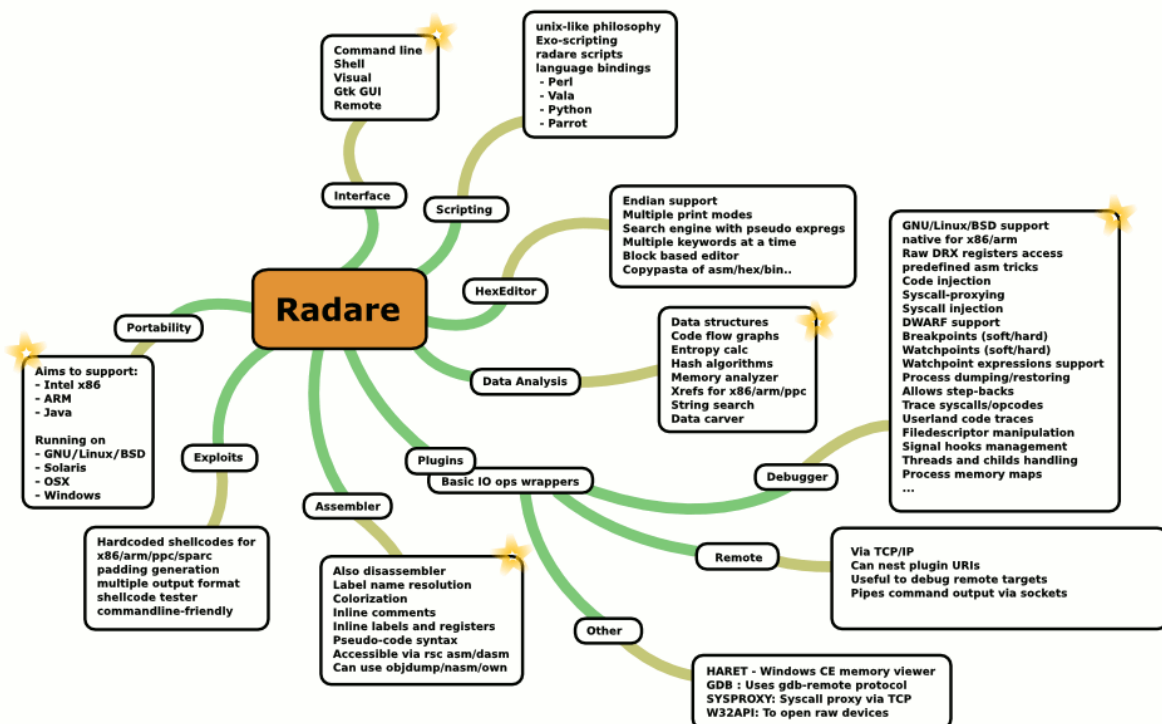 Command line
Shell
Visual
Gtk GUI
Remote
unix-like philosophy
Exo-scripting
radare scripts
language bindings
- Perl
- Vala
- Python
- Parrot
Interface
Scripting
Endian support
Multiple print modes
Search engine with pseudo expregs
Multiple keywords at a time
Block based editor
Copypasta of asm/hex/bin..
HexEditor
Radare
Portability
Aims to support:
- Intel x86
- ARM
- Java
Running on
- GNU/Linux/BSD
- Solaris
- OSX
- Windows
Data Analysis
Data structures
Code flow graphs
Entropy calc
Hash algorithms
Memory analyzer
Xrefs for x86/arm/ppc
String search
Data carver
GNU/Linux/BSD support
native for x86/arm
Raw DRX registers access
predefined asm tricks
Code injection
Syscall-proxying
Syscall injection
DWARF support
Breakpoints (soft/hard)
Watchpoints (soft/hard)
Watchpoint expressions support
Process dumping/restoring
Allows step-backs
Trace syscalls/opcodes
Userland code traces
Filedescriptor manipulation
Signal hooks management
Threads and childs handling
Process memory maps
...
Exploits
Plugins
Basic IO ops wrappers
Debugger
Assembler
Hardcoded shellcodes for
x86/arm/ppc/sparc
padding generation
multiple output format
shellcode tester
commandline-friendly
Also disassembler
Label name resolution
Colorization
Inline comments
Inline labels and registers
Pseudo-code syntax
Accessible via rsc asm/dasm
Can use objdump/nasm/own
Remote
Via TCP/IP
Can nest plugin URIs
Useful to debug remote targets
Pipes command output via sockets
Other
HARET - Windows CE memory viewer
GDB : Uses gdb-remote protocol
SYSPROXY: Syscall proxy via TCP
W32API: To open raw devices